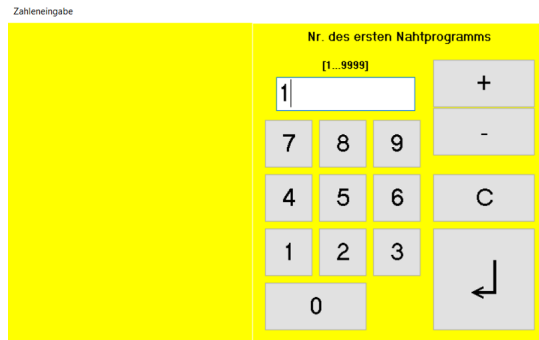 Zahleneingabe
Nr. des ersten Nahtprogramms
[1...9999]
1
+
7 8 9
-
4 5 6 C
1 2 3
0